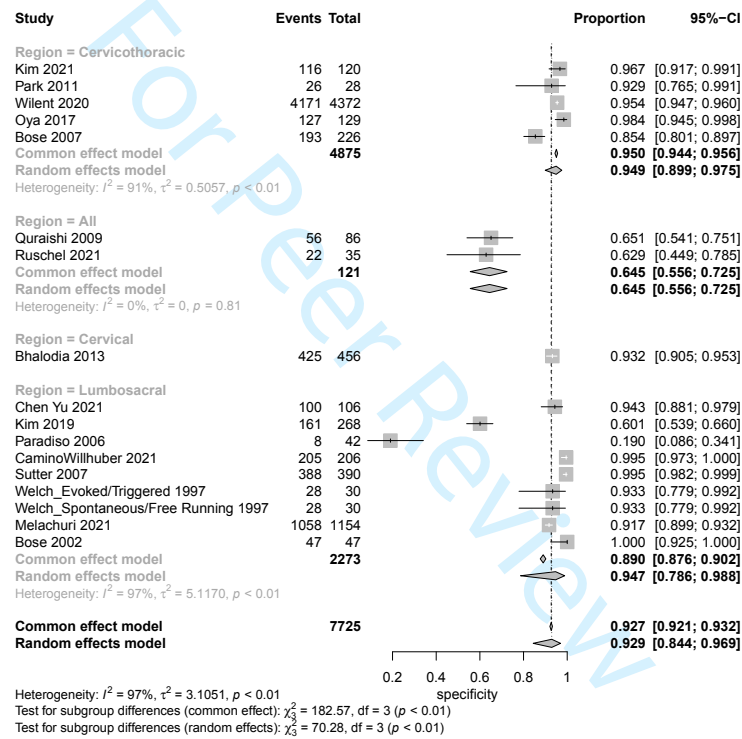 Study Events Total Proportion 95%−CI
Region = Cervicothoracic
Kim 2021 116 120 0.967 [0.917; 0.991]
Park 2011 26 28 0.929 [0.765; 0.991]
Wilent 2020 4171 4372 0.954 [0.947; 0.960]
Oya 2017 127 129 0.984 [0.945; 0.998]
Bose 2007 193 226 0.854 [0.801; 0.897]
Common effect model 4875 0.950 [0.944; 0.956]
Random effects model 0.949 [0.899; 0.975]
Heterogeneity: I² = 91%, τ² = 0.5057, p < 0.01
Region = All
Quraishi 2009 56 86 0.651 [0.541; 0.751]
Ruschel 2021 22 35 0.629 [0.449; 0.785]
Common effect model 121 0.645 [0.556; 0.725]
Random effects model 0.645 [0.556; 0.725]
Heterogeneity: I² = 0%, τ² = 0, p = 0.81
Region = Cervical
Bhalodia 2013 425 456 0.932 [0.905; 0.953]
Region = Lumbosacral
Chen Yu 2021 100 106 0.943 [0.881; 0.979]
Kim 2019 161 268 0.601 [0.539; 0.660]
Paradiso 2006 8 42 0.190 [0.086; 0.341]
CaminoWillhuber 2021 205 206 0.995 [0.973; 1.000]
Sutter 2007 388 390 0.995 [0.982; 0.999]
Welch_Evoked/Triggered 1997 28 30 0.933 [0.779; 0.992]
Welch_Spontaneous/Free Running 1997 28 30 0.933 [0.779; 0.992]
Melachuri 2021 1058 1154 0.917 [0.899; 0.932]
Bose 2002 47 47 1.000 [0.925; 1.000]
Common effect model 2273 0.890 [0.876; 0.902]
Random effects model 0.947 [0.786; 0.988]
Heterogeneity: I² = 97%, τ² = 5.1170, p < 0.01
Common effect model 7725 0.927 [0.921; 0.932]
Random effects model 0.929 [0.844; 0.969]
0.2 0.4 0.6 0.8 1
specificity
Heterogeneity: I² = 97%, τ² = 3.1051, p < 0.01
Test for subgroup differences (common effect): χ²₃ = 182.57, df = 3 (p < 0.01)
Test for subgroup differences (random effects): χ²₃ = 70.28, df = 3 (p < 0.01)
For Peer Review